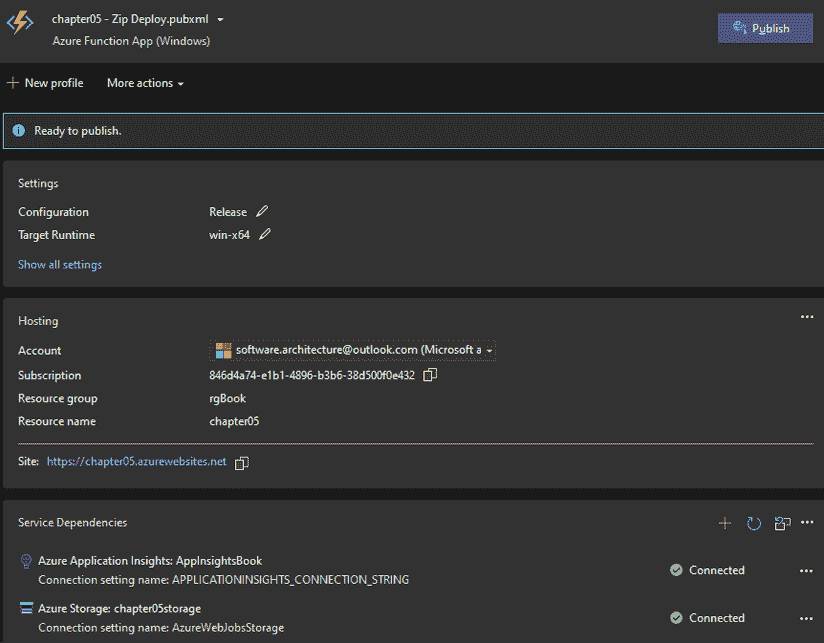 chapter05 - Zip Deploy.pubxml
Azure Function App (Windows)
Publish
New profile
More actions
Ready to publish.
Settings
Configuration Release
Target Runtime win-x64
Show all settings
Hosting
Account software.architecture@outlook.com (Microsoft a
Subscription 846d4a74-e1b1-4896-b3b6-38d500f0e432
Resource group rgBook
Resource name chapter05
Site: https://chapter05.azurewebsites.net
Service Dependencies
Azure Application Insights: AppInsightsBook
Connection setting name: APPLICATIONINSIGHTS_CONNECTION_STRING
Connected
Azure Storage: chapter05storage
Connection setting name: AzureWebJobsStorage
Connected